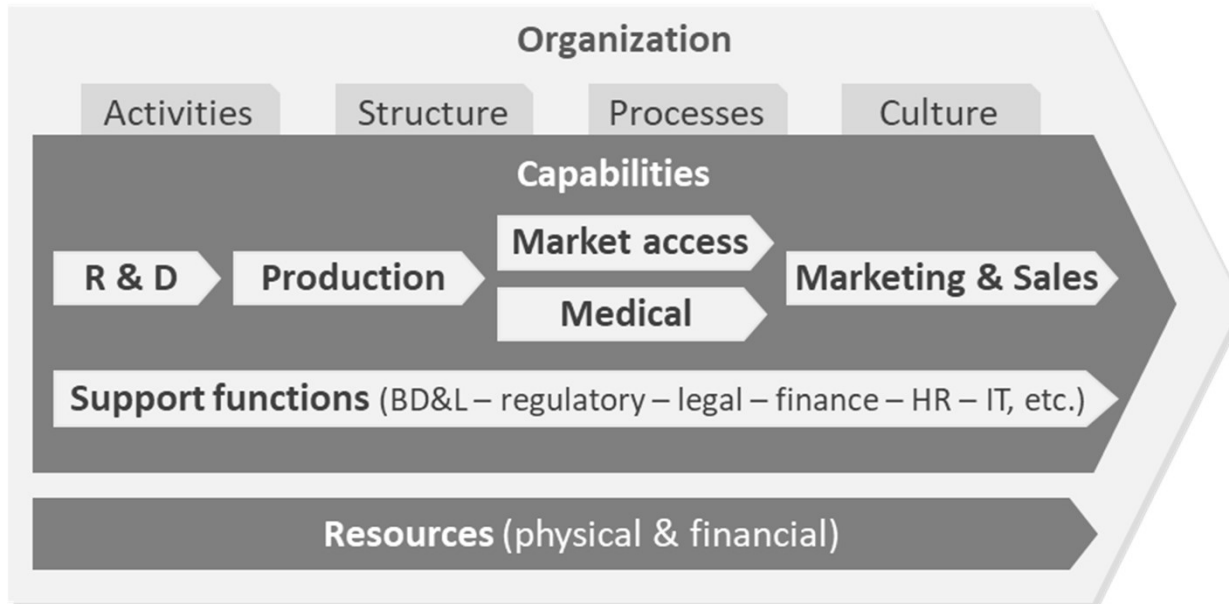 Organization
Activities
Structure
Processes
Culture
Capabilities
R & D
Production
Market access
Medical
Marketing & Sales
Support functions (BD&L – regulatory – legal – finance – HR – IT, etc.)
Resources (physical & financial)